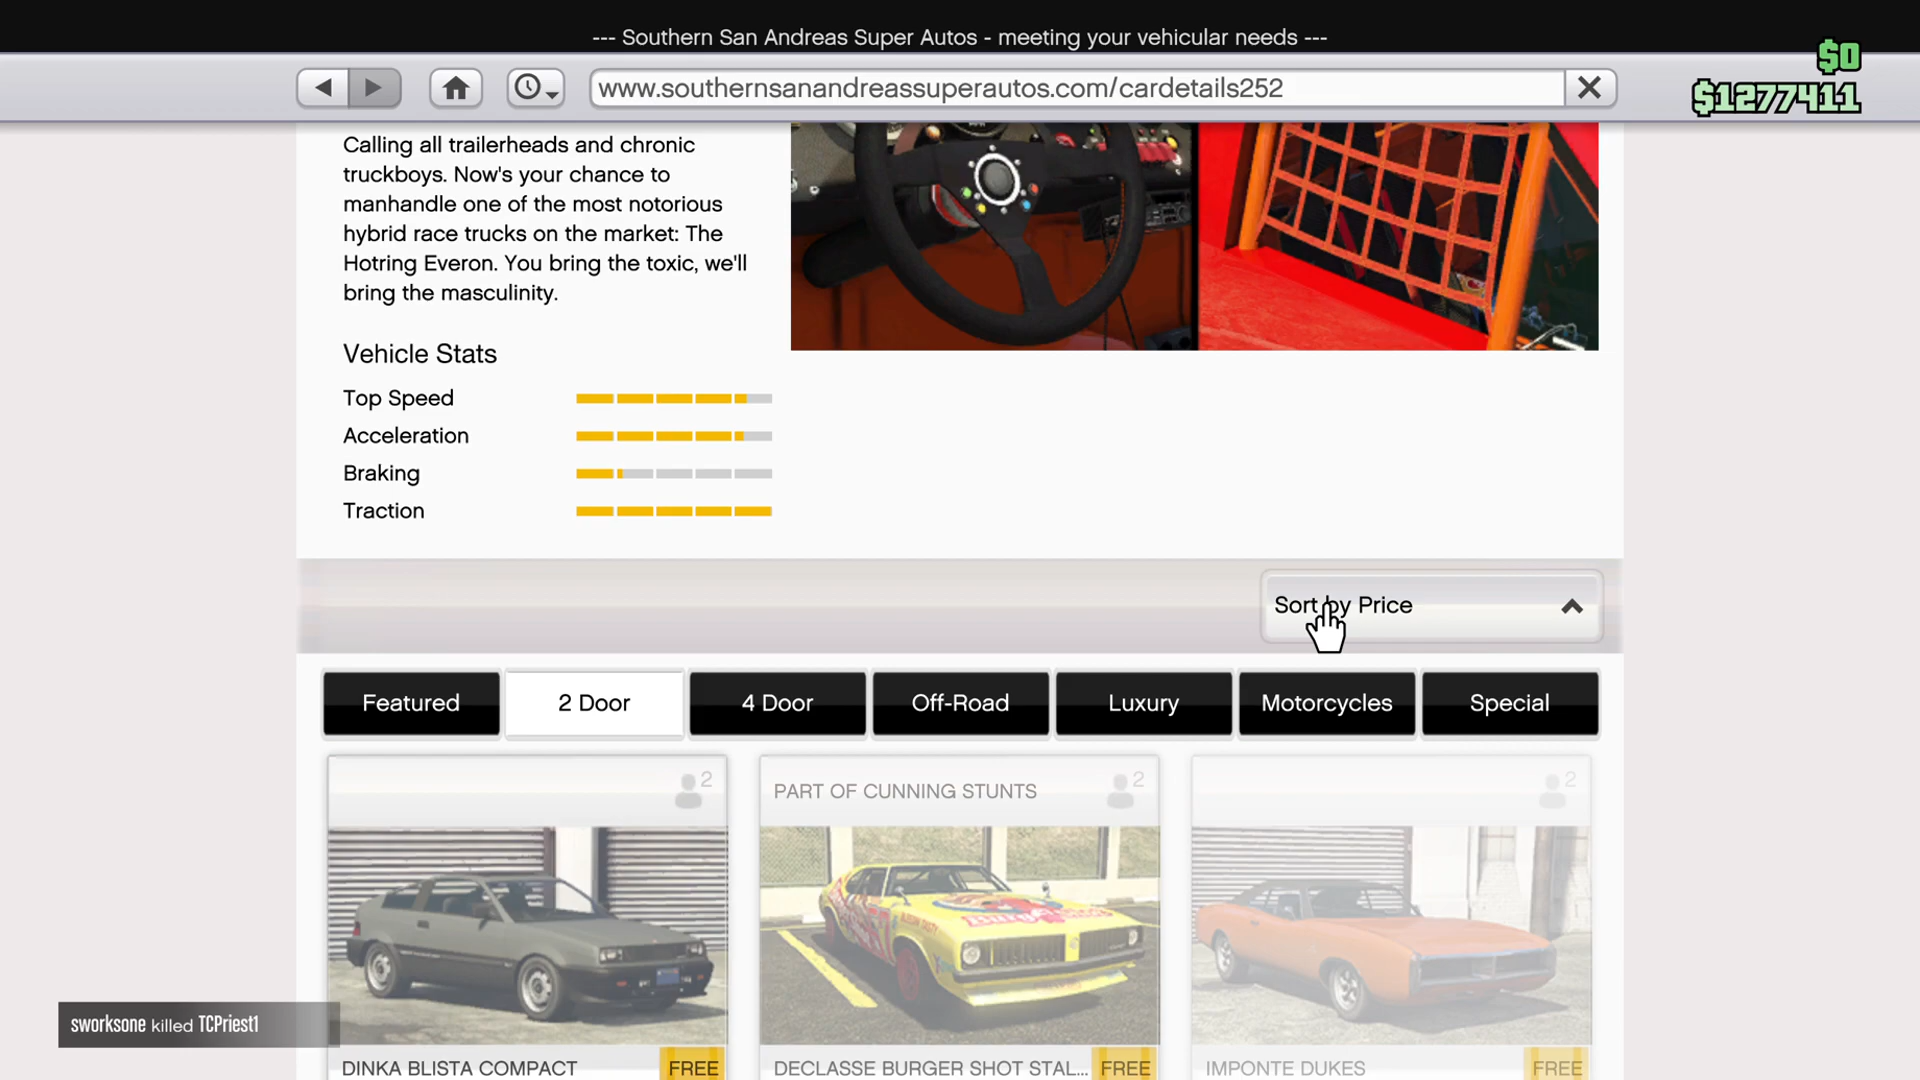 --- Southern San Andreas Super Autos - meeting your vehicular needs ---
$0
www.southernsanandreassuperautos.com/cardetails252
$1277411
Calling all trailerheads and chronic
truckboys. Now's your chance to
manhandle one of the most notorious
hybrid race trucks on the market: The
Hotring Everon. You bring the toxic, we'll
bring the masculinity.
Vehicle Stats
Top Speed
Acceleration
Braking
Traction
Sort by Price
Featured
2 Door
4 Door
Off-Road
Luxury
Motorcycles
Special
2
PART OF CUNNING STUNTS
2
2
sworksone killed TCPriest1
DINKA BLISTA COMPACT
FREE
DECLASSE BURGER SHOT STAL...
FREE
IMPONTE DUKES
FREE